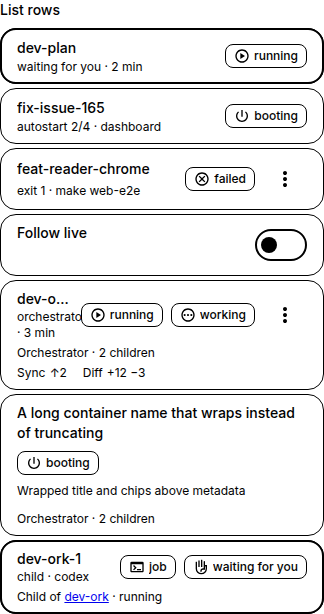 List rows
dev-plan
waiting for you · 2 min
running
fix-issue-165
autostart 2/4 · dashboard
booting
feat-reader-chrome
exit 1 · make web-e2e
failed
Follow live
dev-o...
orchestrato
· 3 min
running
working
Orchestrator · 2 children
Sync ↑2 Diff +12 −3
A long container name that wraps instead
of truncating
booting
Wrapped title and chips above metadata
Orchestrator · 2 children
dev-ork-1
child · codex
job
waiting for you
Child of dev-ork · running